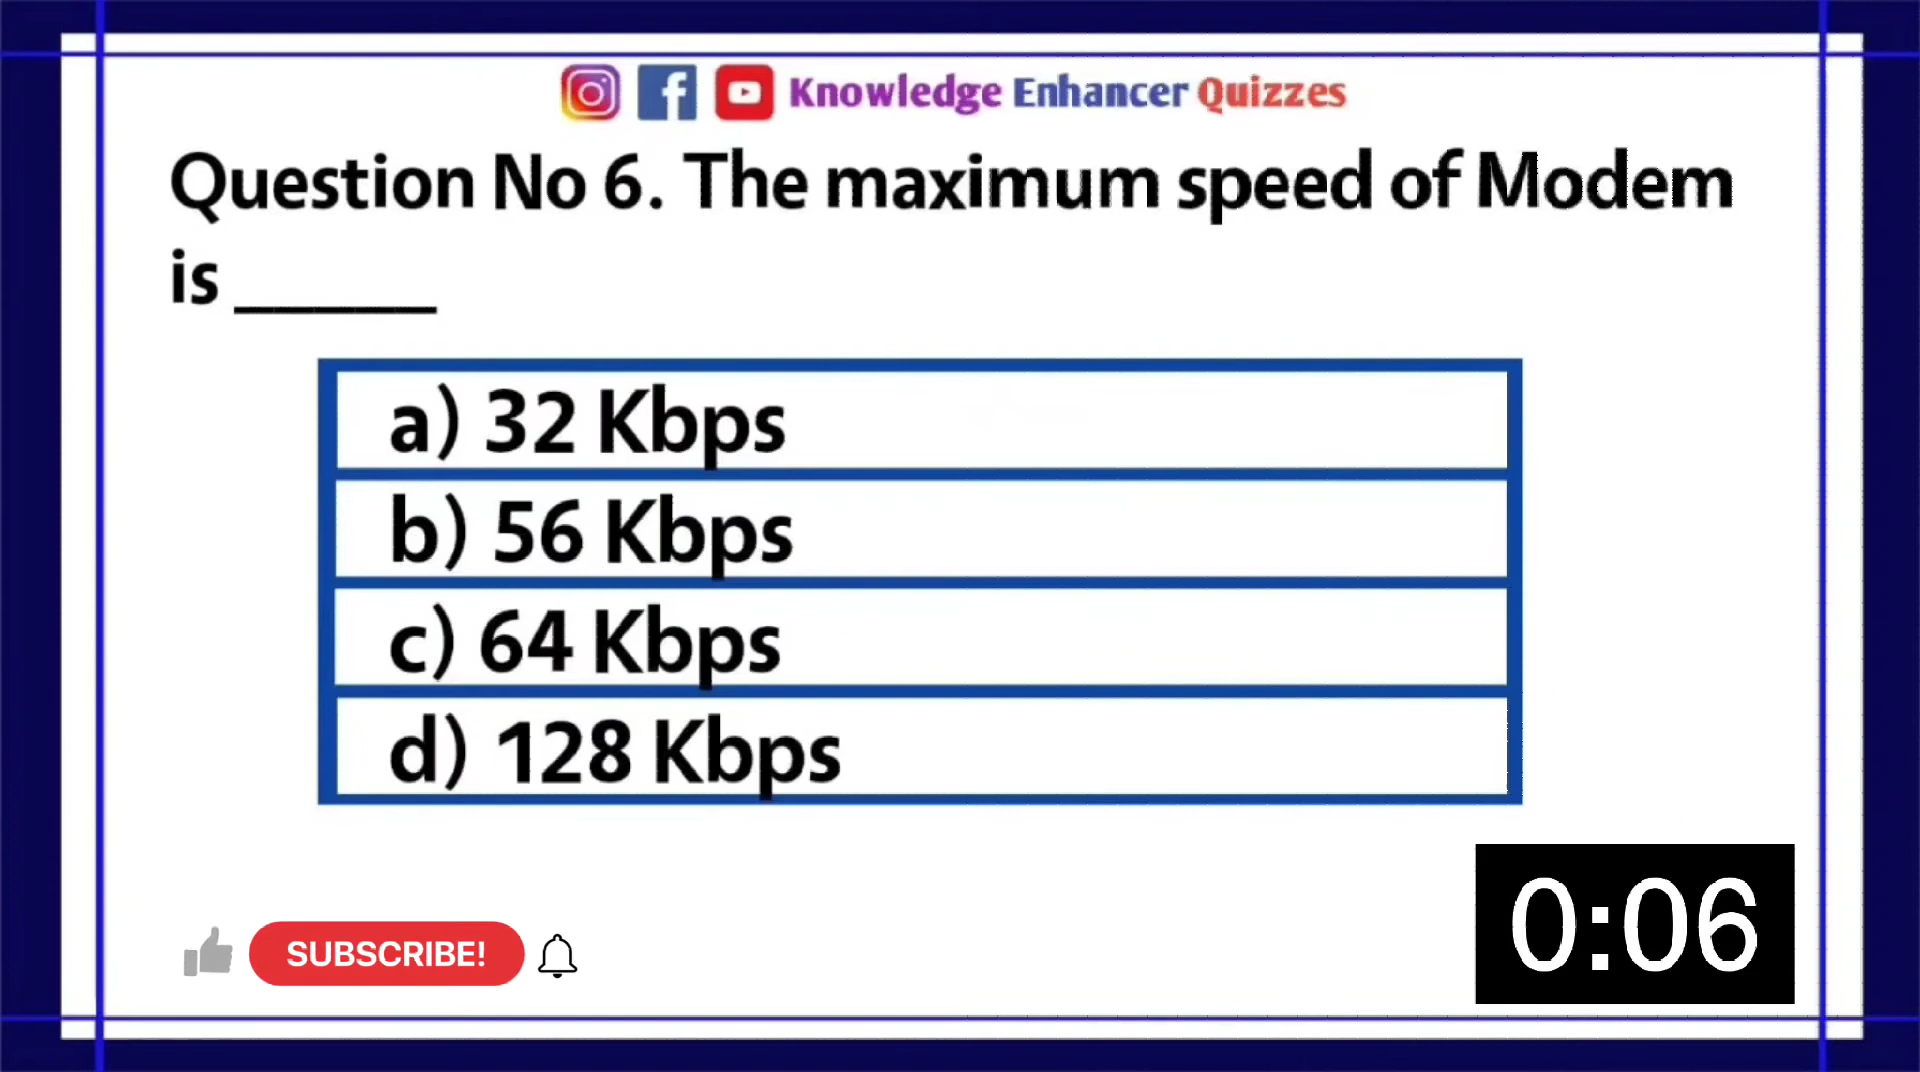 Knowledge Enhancer Quizzes
Question No 6. The maximum speed of Modem
is ______
a) 32 Kbps
b) 56 Kbps
c) 64 Kbps
d) 128 Kbps
SUBSCRIBE!
0:06